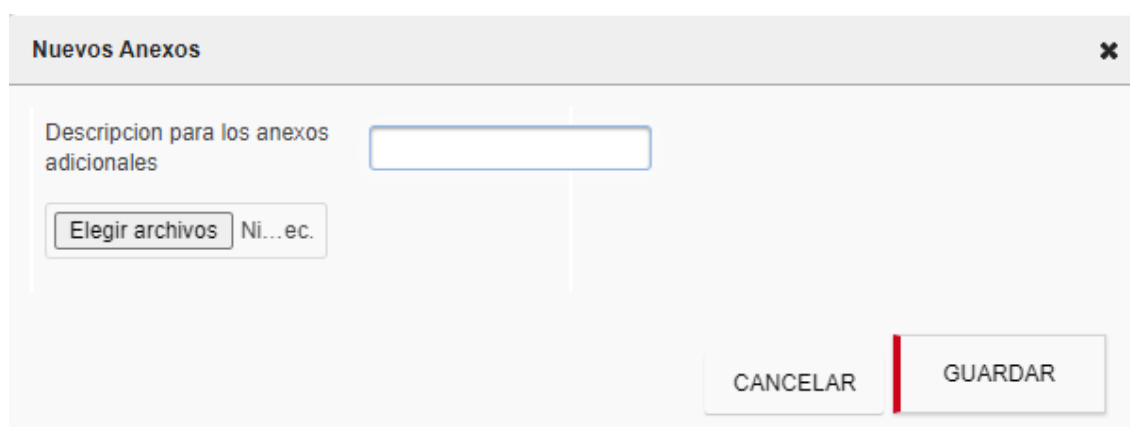 Nuevos Anexos
Descripcion para los anexos
adicionales
Elegir archivos Ni...ec.
CANCELAR
GUARDAR